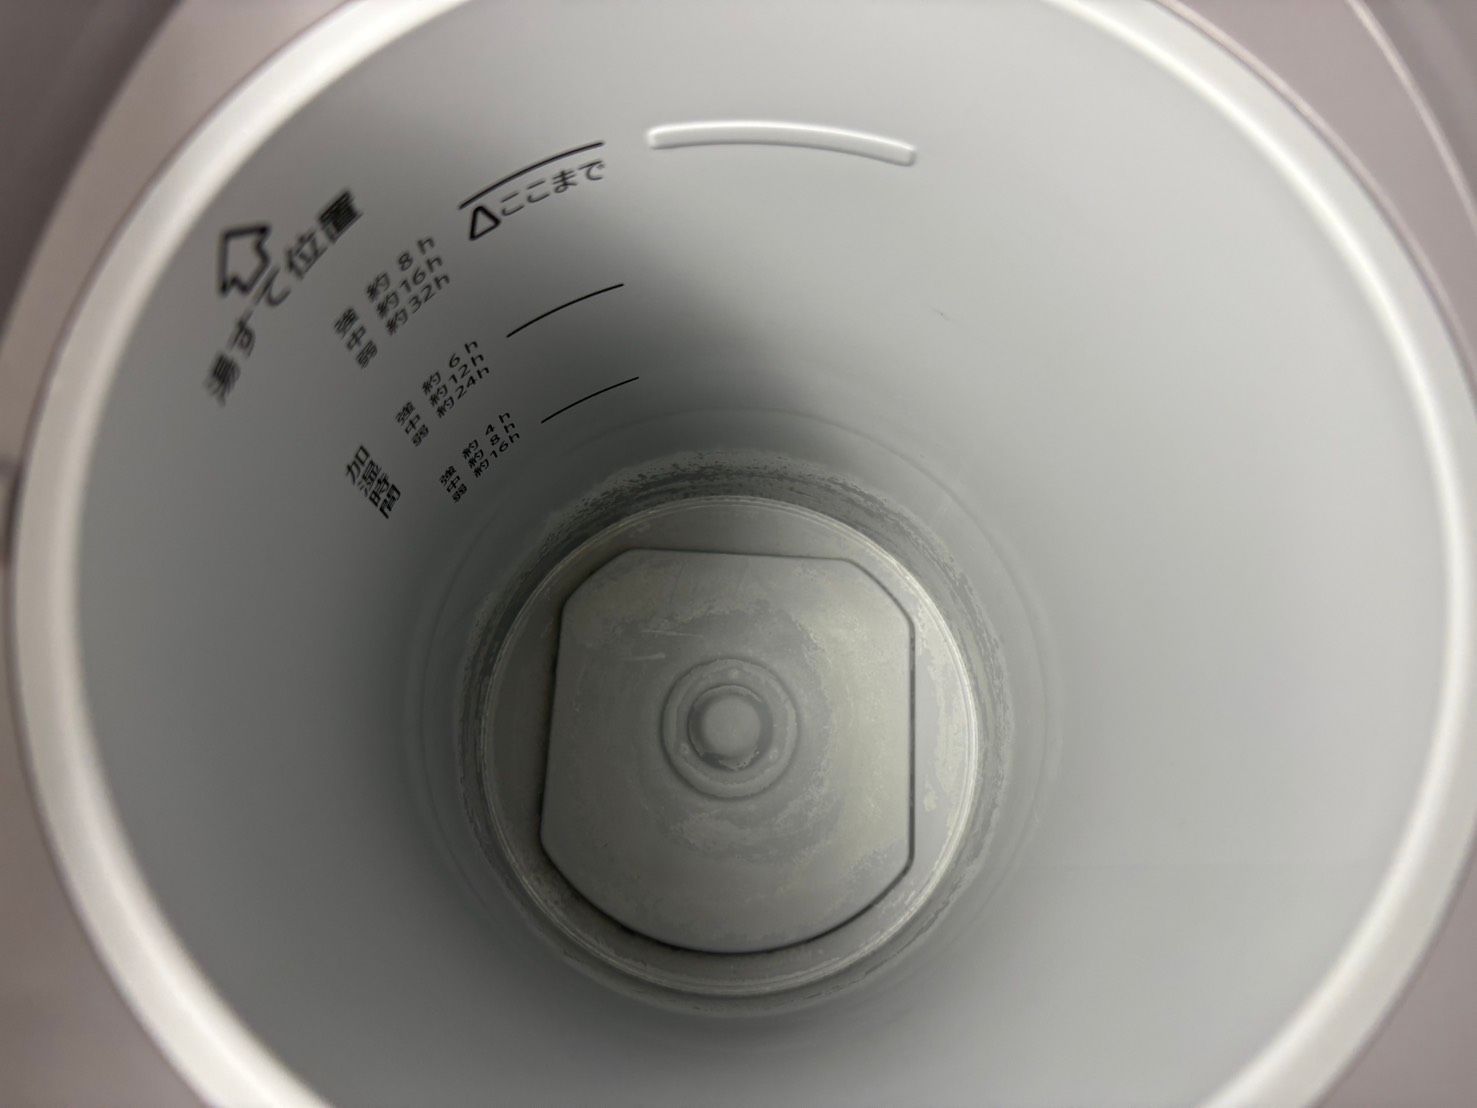 ここまで
湯すて位置
強 約 8h
中 約16h
弱 約32h
強 約 6h
中 約12h
弱 約24h
加湿時間
強 約 4h
中 約 8h
弱 約16h